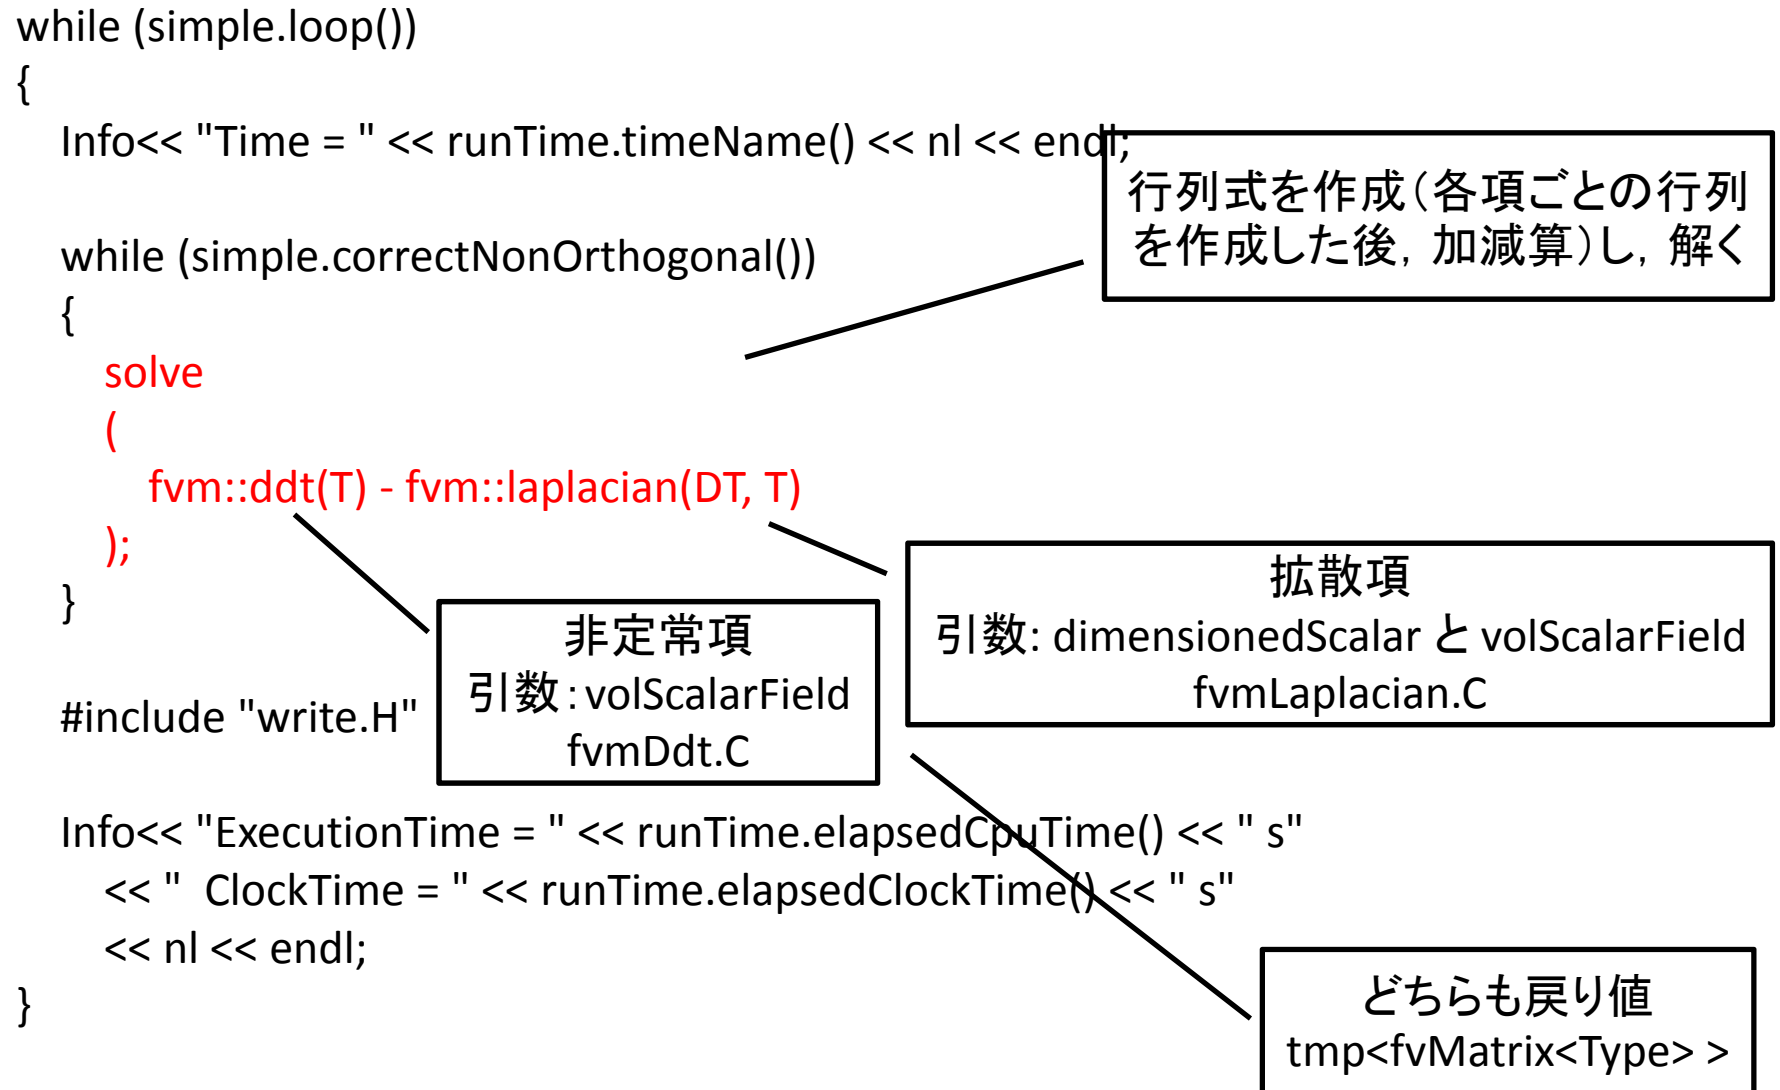 while (simple.loop())
{
Info<< "Time = " << runTime.timeName() << nl << endl;
行列式を作成（各項ごとの行列
を作成した後，加減算）し，解く
while (simple.correctNonOrthogonal())
{
solve
(
fvm::ddt(T) - fvm::laplacian(DT, T)
);
}
拡散項
引数: dimensionedScalar と volScalarField
fvmLaplacian.C
非定常項
引数：volScalarField
fvmDdt.C
#include "write.H"
Info<< "ExecutionTime = " << runTime.elapsedCpuTime() << " s"
<< "  ClockTime = " << runTime.elapsedClockTime() << " s"
<< nl << endl;
}
どちらも戻り値
tmp<fvMatrix<Type> >